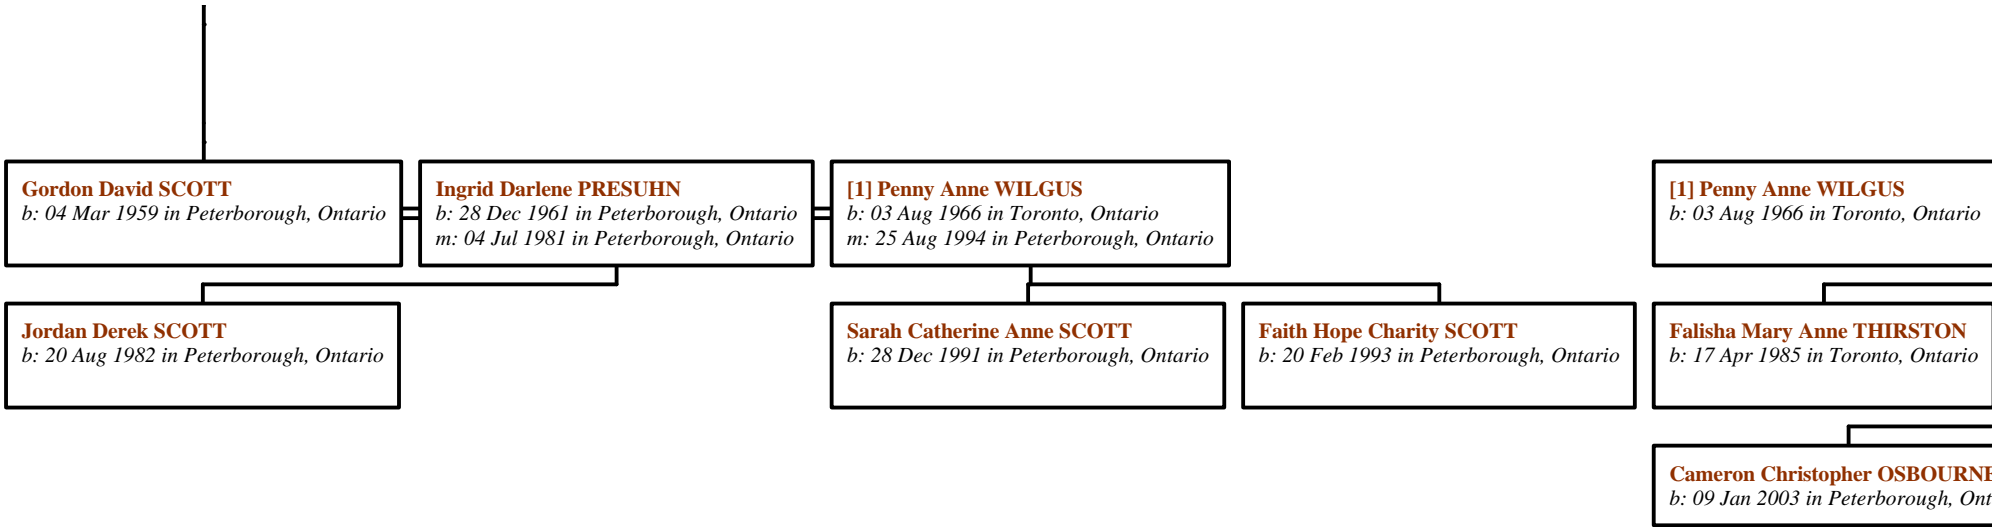 Gordon David SCOTT
b: 04 Mar 1959 in Peterborough, Ontario
Ingrid Darlene PRESUHN
b: 28 Dec 1961 in Peterborough, Ontario
m: 04 Jul 1981 in Peterborough, Ontario
[1] Penny Anne WILGUS
b: 03 Aug 1966 in Toronto, Ontario
m: 25 Aug 1994 in Peterborough, Ontario
[1] Penny Anne WILGUS
b: 03 Aug 1966 in Toronto, Ontario
Jordan Derek SCOTT
b: 20 Aug 1982 in Peterborough, Ontario
Sarah Catherine Anne SCOTT
b: 28 Dec 1991 in Peterborough, Ontario
Faith Hope Charity SCOTT
b: 20 Feb 1993 in Peterborough, Ontario
Falisha Mary Anne THIRSTON
b: 17 Apr 1985 in Toronto, Ontario
Cameron Christopher OSBOURNE
b: 09 Jan 2003 in Peterborough, Ont